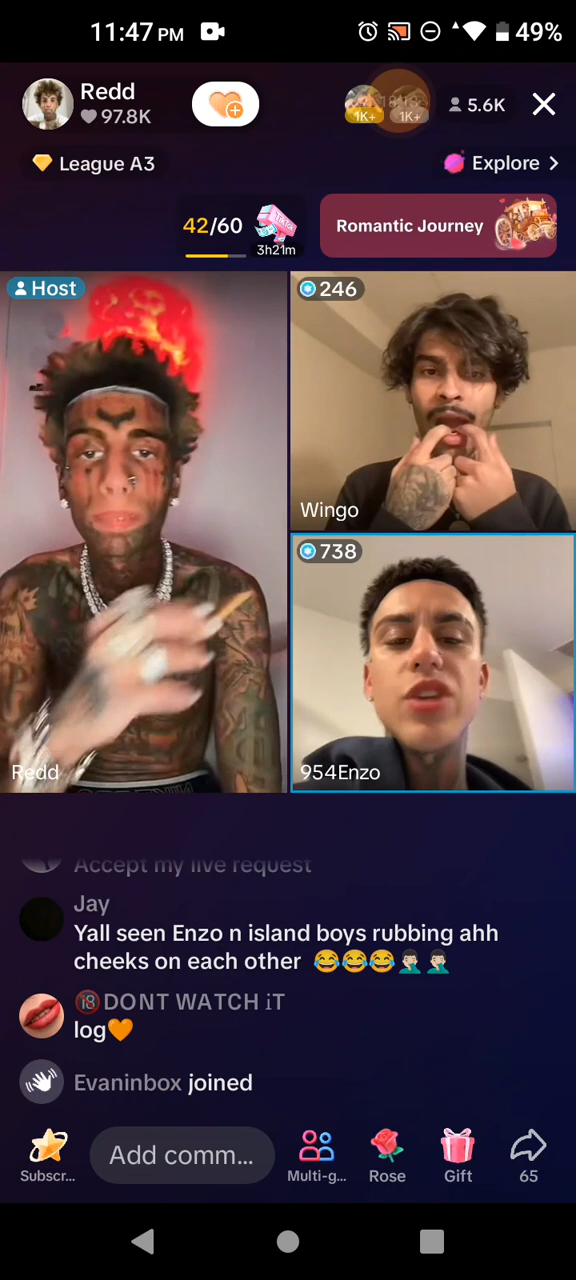 11:47 PM
49%
Redd
97.8K
1K+
1K+
5.6K
League A3
Explore >
42/60
TikTok
3h21m
Romantic Journey
Host
246
Wingo
738
Redd
954Enzo
Accept my live request
Jay
Yall seen Enzo n island boys rubbing ahh
cheeks on each other 😂😂😂🤦🏻‍♂️🤦🏻‍♂️
🔞DONT WATCH iT
log🧡
Evaninbox joined
Subscr...
Add comm...
Multi-g...
Rose
Gift
65